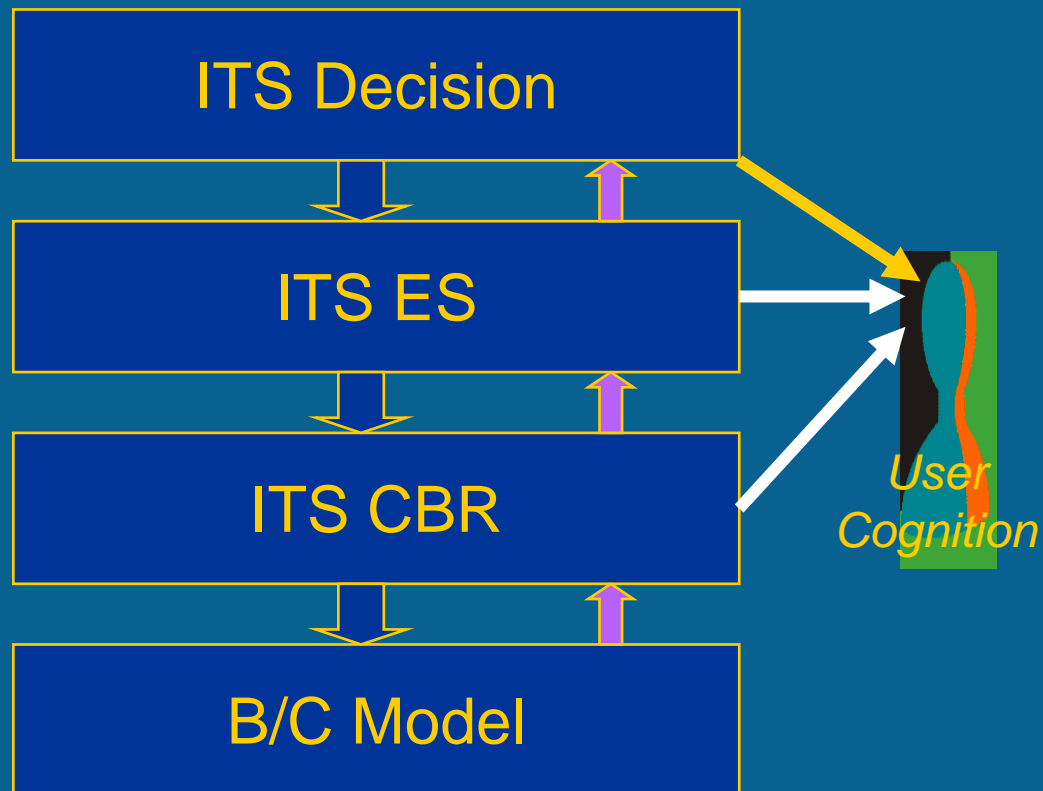 ITS Decision
ITS ES
ITS CBR
B/C Model
User
Cognition